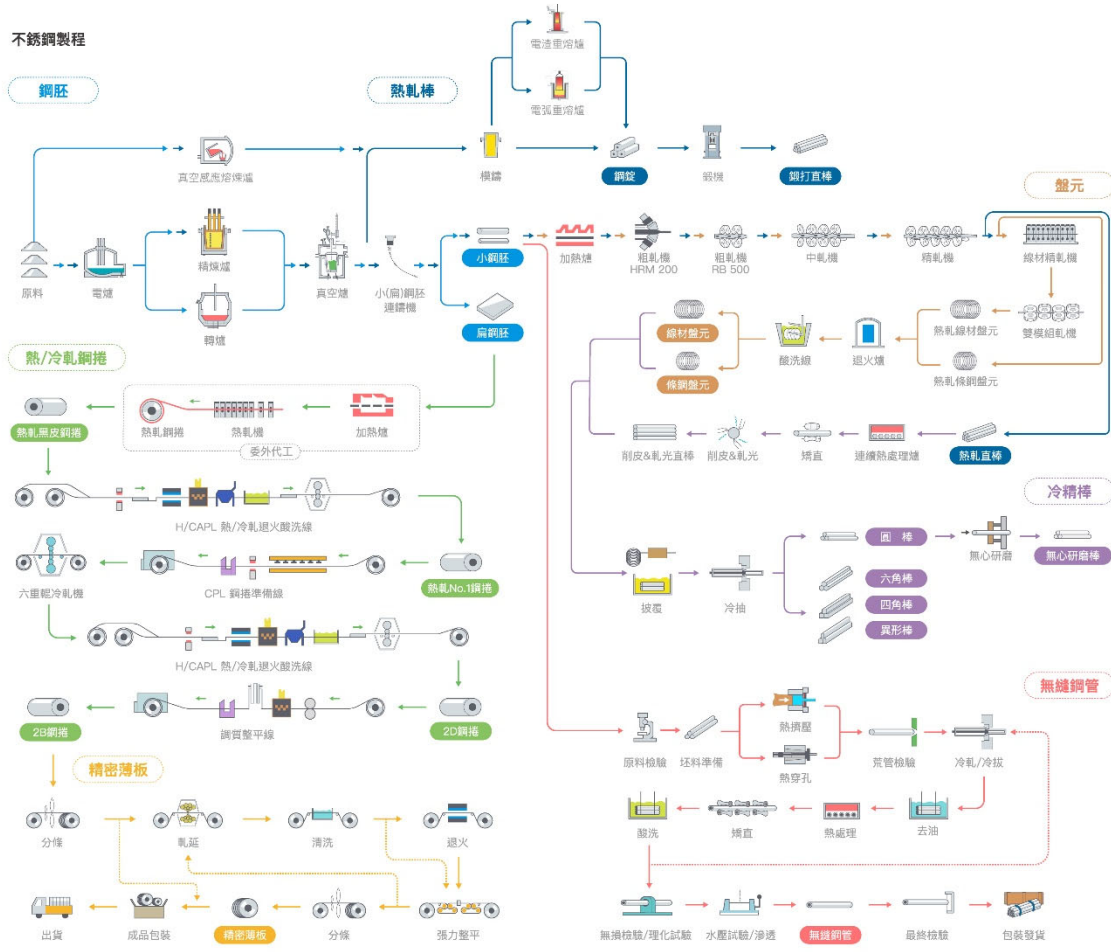 不銹鋼製程
電渣重熔爐
鋼胚
熱軋棒
電弧重熔爐
真空感應熔煉爐
模鑄
鋼錠
鍛機
鍛打直棒
盤元
原料
電爐
精煉爐
轉爐
真空爐
小(扁)鋼胚
連鑄機
小鋼胚
扁鋼胚
加熱爐
粗軋機
HRM 200
粗軋機
RB 500
中軋機
精軋機
線材精軋機
線材盤元
條鋼盤元
酸洗線
退火爐
熱軋線材盤元
熱軋條鋼盤元
雙模組軋機
熱/冷軋鋼捲
熱軋黑皮鋼捲
熱軋鋼捲
熱軋機
加熱爐
委外代工
削皮&軋光直棒
削皮&軋光
矯直
連續熱處理爐
熱軋直棒
H/CAPL 熱/冷軋退火酸洗線
冷精棒
六重輥冷軋機
CPL 鋼捲準備線
熱軋No.1鋼捲
披覆
冷抽
圓 棒
六角棒
四角棒
異形棒
無心研磨
無心研磨棒
H/CAPL 熱/冷軋退火酸洗線
2B鋼捲
調質整平線
2D鋼捲
無縫鋼管
原料檢驗
坯料準備
熱擠壓
熱穿孔
荒管檢驗
冷軋/冷拔
精密薄板
分條
軋延
清洗
退火
酸洗
矯直
熱處理
去油
出貨
成品包裝
精密薄板
分條
張力整平
無損檢驗/理化試驗
水壓試驗/滲透
無縫鋼管
最終檢驗
包裝發貨